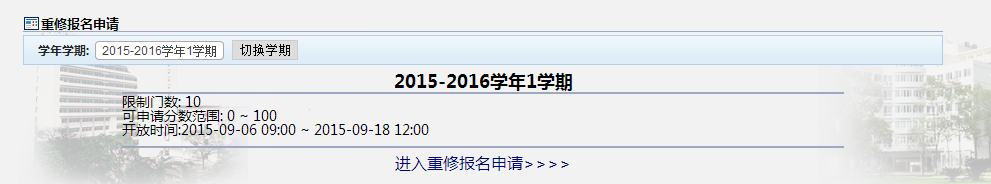 重修报名申请
学年学期: 2015-2016学年1学期 切换学期
2015-2016学年1学期
限制门数: 10
可申请分数范围: 0 ~ 100
开放时间:2015-09-06 09:00 ~ 2015-09-18 12:00
进入重修报名申请>>>>